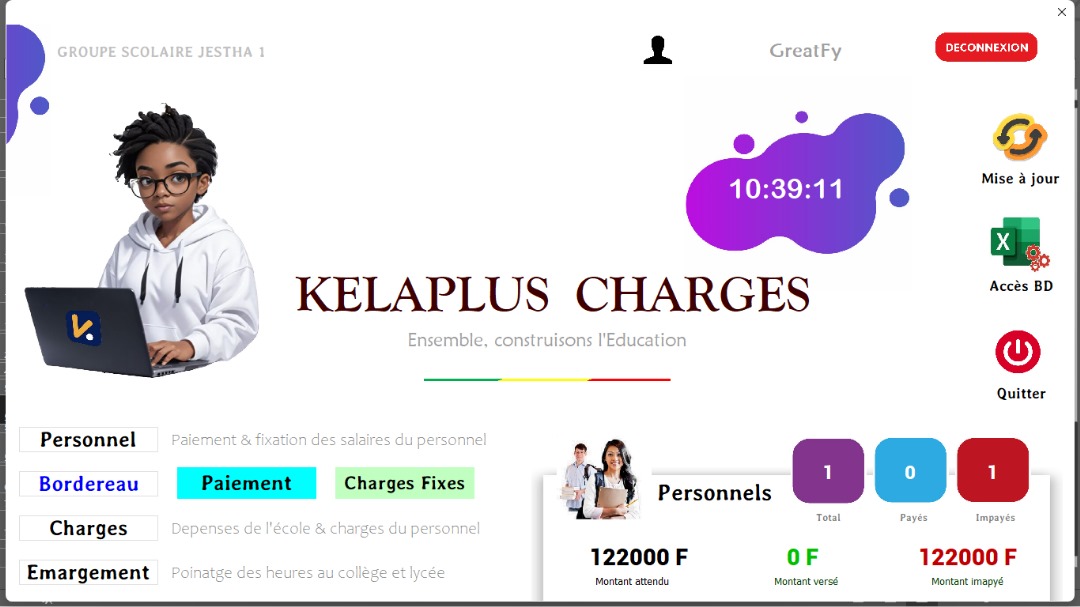 GROUPE SCOLAIRE JESTHA 1
GreatFy
DECONNEXION
10:39:11
Mise à jour
Accès BD
KELAPLUS CHARGES
Ensemble, construisons l'Education
Quitter
Personnel
Paiement & fixation des salaires du personnel
Bordereau
Paiement
Charges Fixes
Charges
Depenses de l'école & charges du personnel
Emargement
Poinatge des heures au collège et lycée
Personnels
1
0
1
Total
Payés
Impayés
122000 F
0 F
122000 F
Montant attendu
Montant versé
Montant imapyé